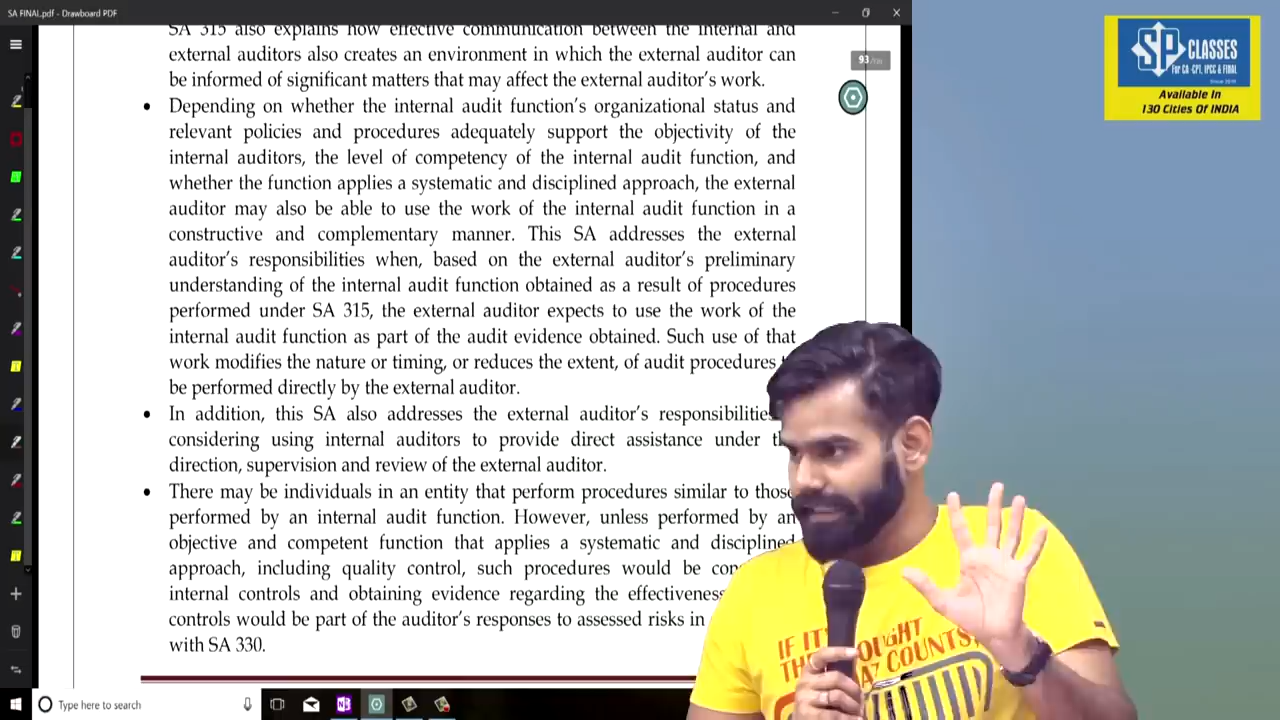 SA FINAL.pdf - Drawboard PDF
SA 315 also explains how effective communication between the internal and
external auditors also creates an environment in which the external auditor can
be informed of significant matters that may affect the external auditor's work.
• Depending on whether the internal audit function's organizational status and
relevant policies and procedures adequately support the objectivity of the
internal auditors, the level of competency of the internal audit function, and
whether the function applies a systematic and disciplined approach, the external
auditor may also be able to use the work of the internal audit function in a
constructive and complementary manner. This SA addresses the external
auditor's responsibilities when, based on the external auditor's preliminary
understanding of the internal audit function obtained as a result of procedures
performed under SA 315, the external auditor expects to use the work of the
internal audit function as part of the audit evidence obtained. Such use of that
work modifies the nature or timing, or reduces the extent, of audit procedures
be performed directly by the external auditor.
• In addition, this SA also addresses the external auditor's responsibilities
considering using internal auditors to provide direct assistance under
direction, supervision and review of the external auditor.
• There may be individuals in an entity that perform procedures similar to those
performed by an internal audit function. However, unless performed by an
objective and competent function that applies a systematic and disciplined
approach, including quality control, such procedures would be
internal controls and obtaining evidence regarding the effectiveness
controls would be part of the auditor's responses to assessed risks in
with SA 330.
93
Type here to search
SP CLASSES
For CA-CPT, IPCC & FINAL
Available In
130 Cities Of INDIA
IF IT'S
THOUGHT
COUNTS